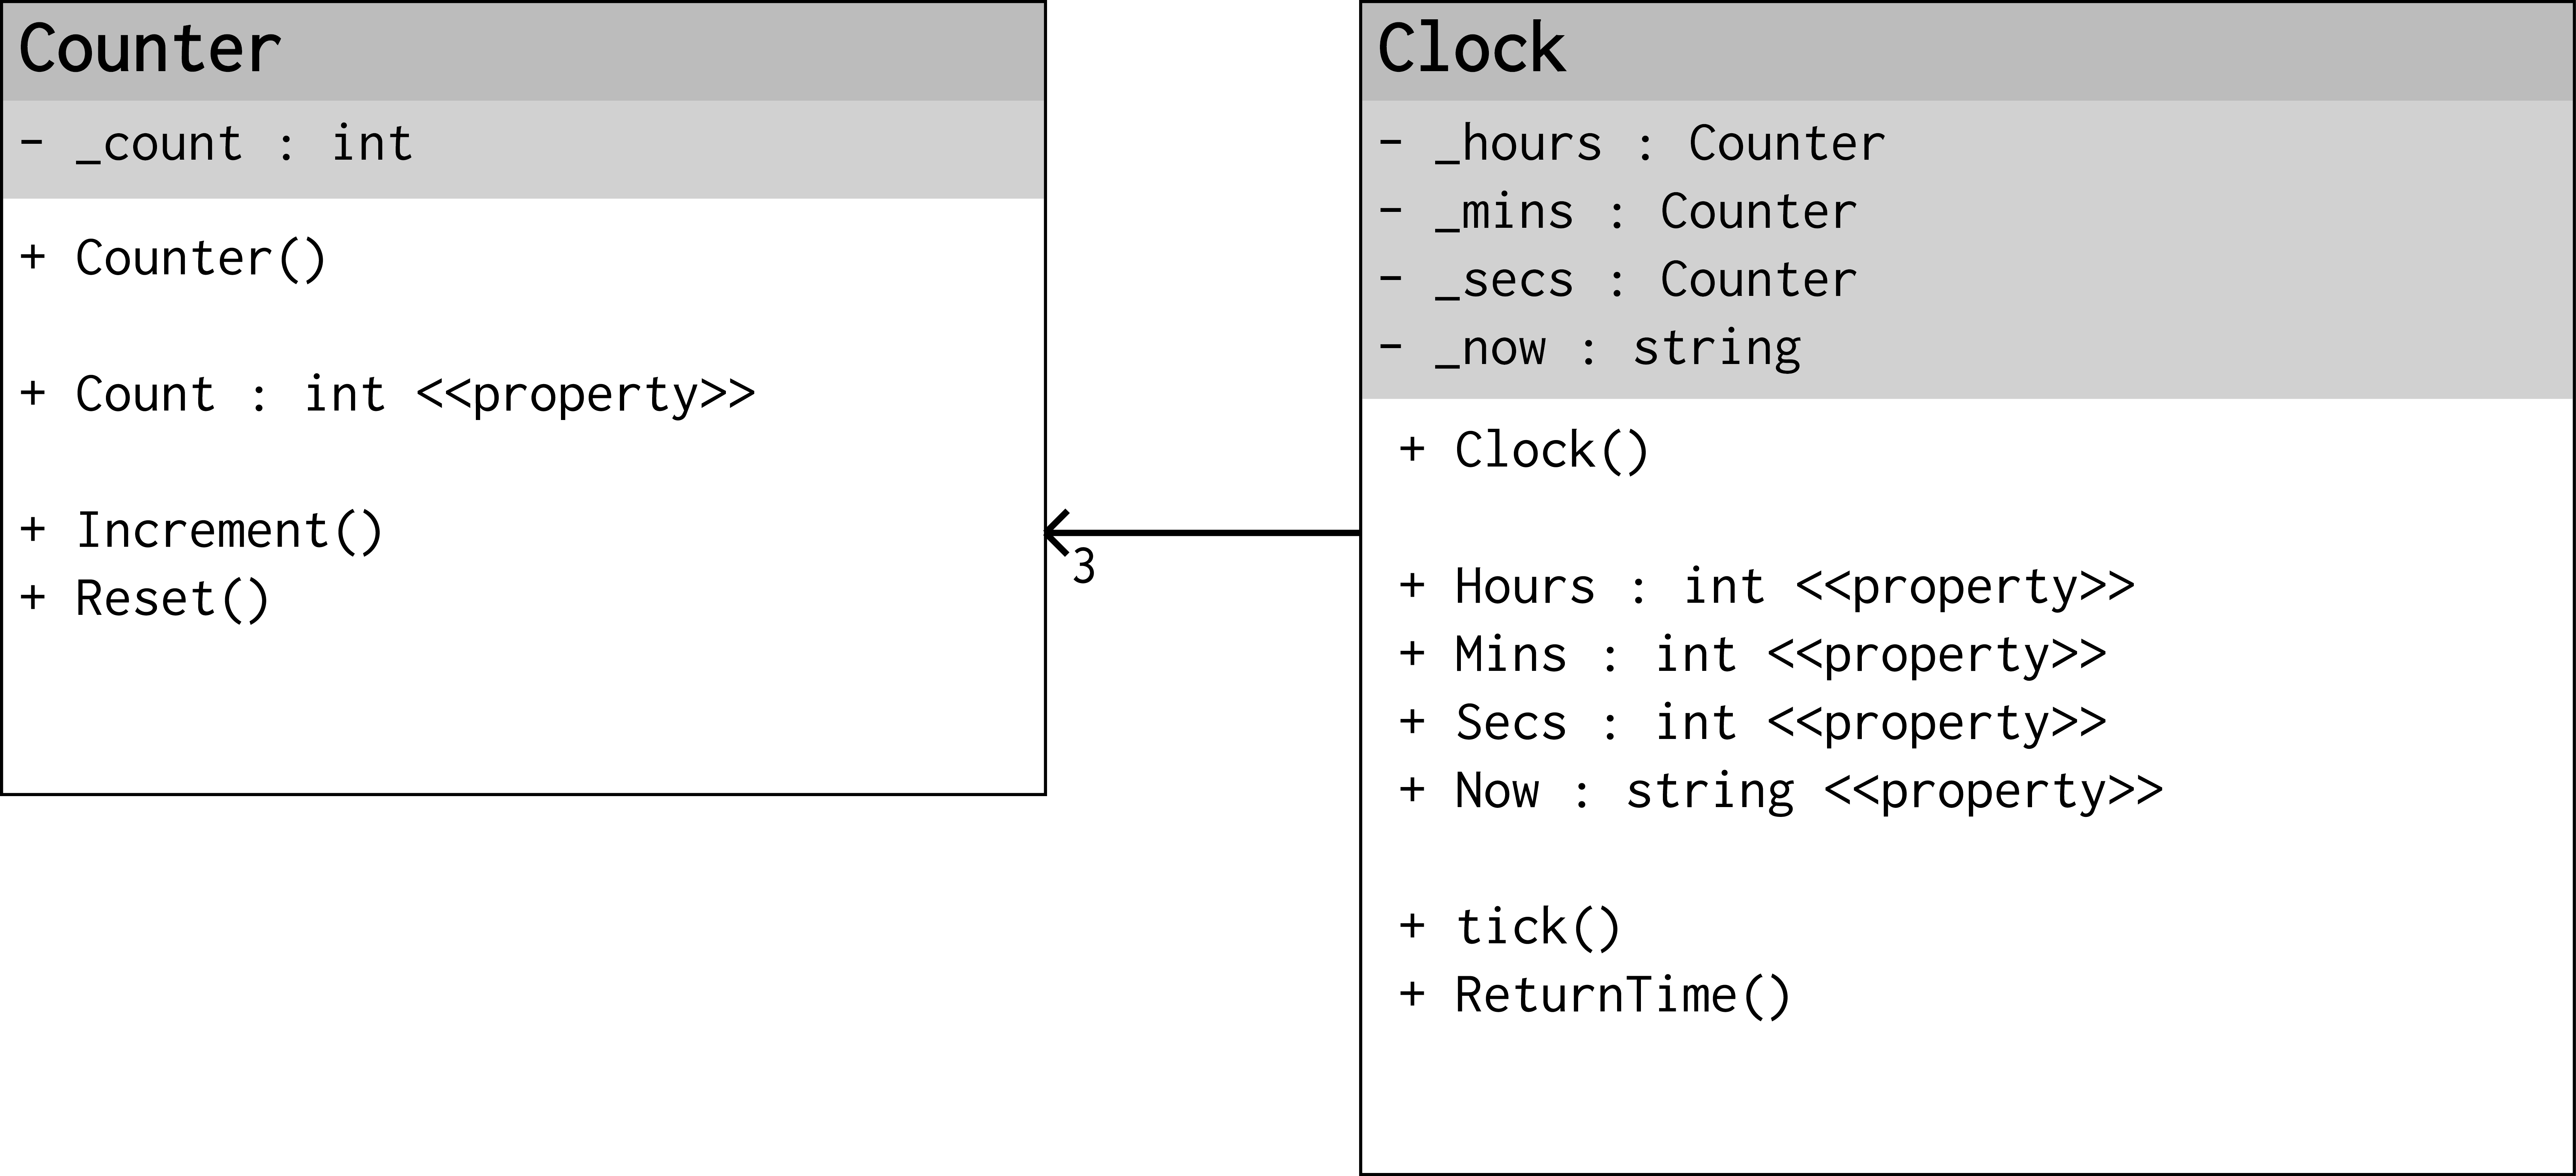 Counter
- _count : int
+ Counter()
+ Count : int <<property>>
+ Increment()
+ Reset()
3
Clock
- _hours : Counter
- _mins : Counter
- _secs : Counter
- _now : string
+ Clock()
+ Hours : int <<property>>
+ Mins : int <<property>>
+ Secs : int <<property>>
+ Now : string <<property>>
+ tick()
+ ReturnTime()